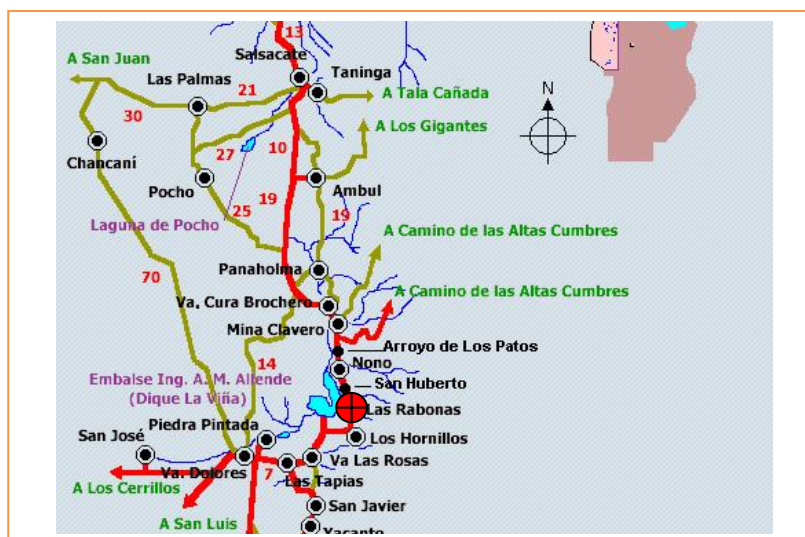 13
A San Juan
Salsacate
Taninga
Las Palmas
21
A Tala Cañada
N
30
A Los Gigantes
27
10
Chancaní
Pocho
Ambul
19
25
19
Laguna de Pocho
A Camino de las Altas Cumbres
Panaholma
70
A Camino de las Altas Cumbres
Va. Cura Brochero
Mina Clavero
Arroyo de Los Patos
14
Nono
Embalse Ing. A. M. Allende
(Dique La Viña)
San Huberto
Las Rabonas
Piedra Pintada
San José
Los Hornillos
Va. Dolores
7
Va Las Rosas
Las Tapias
A Los Cerrillos
San Javier
A San Luis
Yacanto